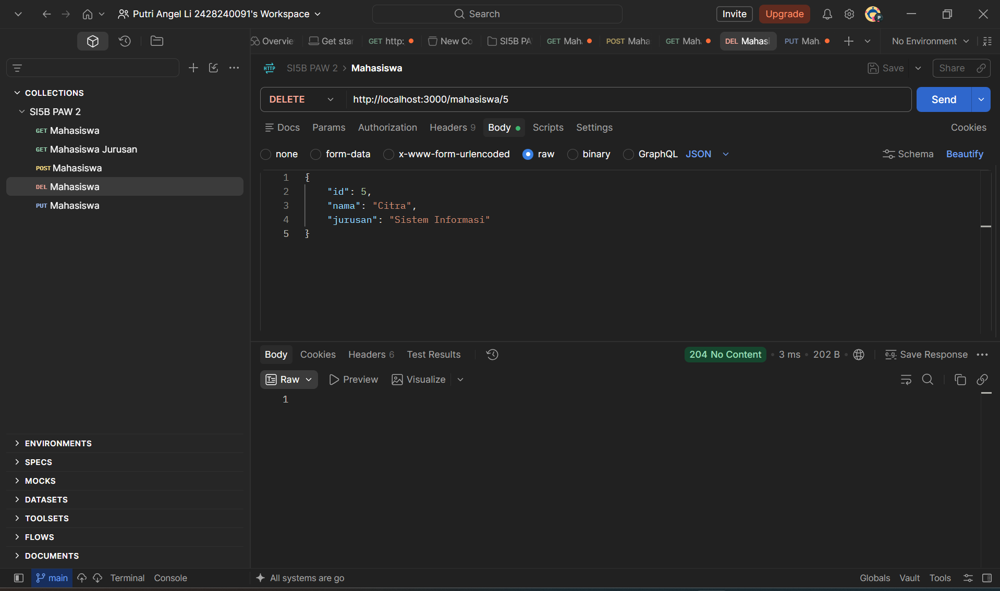 Putri Angel Li 2428240091's Workspace
Search
Invite
Upgrade
Overvie
Get star
GET http:
New Co
SI5B PA
GET Mah
POST Maha
GET Mah
DEL Mahasi
PUT Mah
No Environment
SI5B PAW 2 > Mahasiswa
Save
Share
COLLECTIONS
SI5B PAW 2
GET Mahasiswa
GET Mahasiswa Jurusan
POST Mahasiswa
DEL Mahasiswa
PUT Mahasiswa
ENVIRONMENTS
SPECS
MOCKS
DATASETS
TOOLSETS
FLOWS
DOCUMENTS
HTTP
DELETE http://localhost:3000/mahasiswa/5
Send
Docs Params Authorization Headers 9 Body Scripts Settings Cookies
none form-data x-www-form-urlencoded raw binary GraphQL JSON Schema Beautify
1 {
2 "id": 5,
3 "nama": "Citra",
4 "jurusan": "Sistem Informasi"
5 }
Body Cookies Headers 6 Test Results
204 No Content • 3 ms • 202 B
e.g. Save Response
Raw Preview Visualize
1
main Terminal Console
All systems are go
Globals Vault Tools